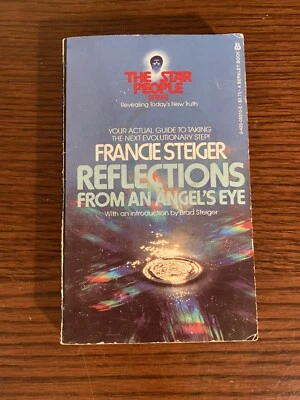 THE STAR
PEOPLE
SERIES
Revealing Today's New Truth
YOUR ACTUAL GUIDE TO TAKING
THE NEXT EVOLUTIONARY STEP!
FRANCIE STEIGER
REFLECTIONS
FROM AN ANGEL'S EYE
With an introduction by Brad Steiger